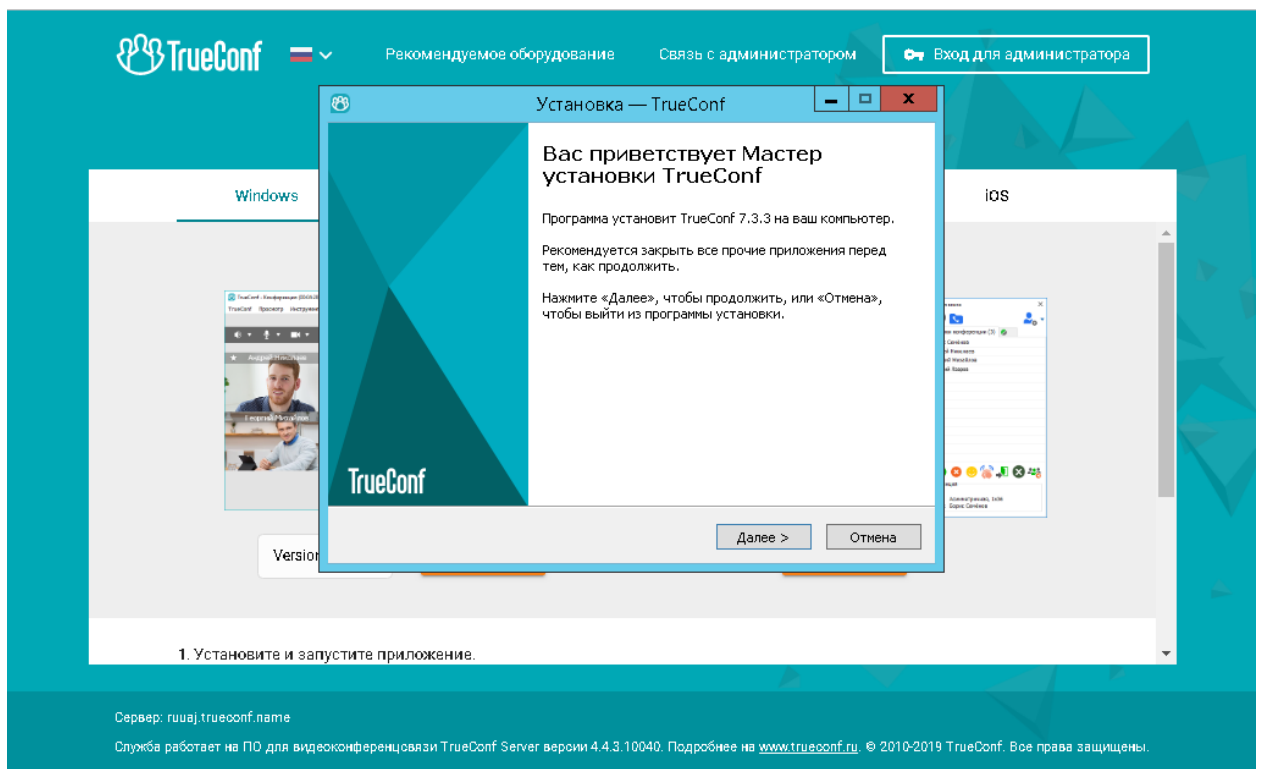 TrueConf
Рекомендуемое оборудование
Связь с администратором
Вход для администратора
Установка — TrueConf
Вас приветствует Мастер
установки TrueConf
Программа установит TrueConf 7.3.3 на ваш компьютер.
Рекомендуется закрыть все прочие приложения перед
тем, как продолжить.
Нажмите «Далее», чтобы продолжить, или «Отмена»,
чтобы выйти из программы установки.
TrueConf
Далее >
Отмена
Windows
iOS
Андрей Николаев
Георгий Михайлов
Version
1. Установите и запустите приложение.
Сервер: ruuaj.trueconf.name
Служба работает на ПО для видеоконференцсвязи TrueConf Server версии 4.4.3.10040. Подробнее на www.trueconf.ru. © 2010-2019 TrueConf. Все права защищены.